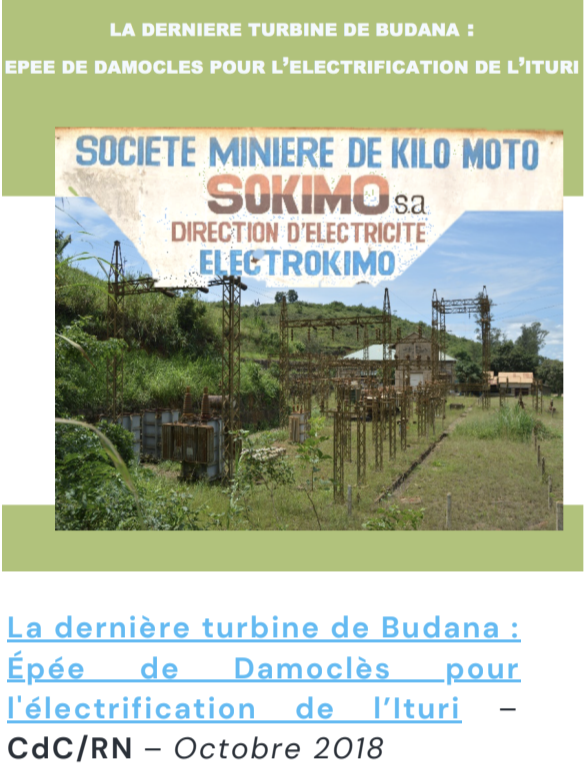 LA DERNIERE TURBINE DE BUDANA :
EPEE DE DAMOCLES POUR L'ELECTRIFICATION DE L'ITURI
SOCIETE MINIERE DE KILO MOTO
SOKIMO s.a
DIRECTION D'ELECTRICITE
ELECTROKIMO
La dernière turbine de Budana :
Épée de Damoclès pour
l'électrification de l’Ituri –
CdC/RN – Octobre 2018